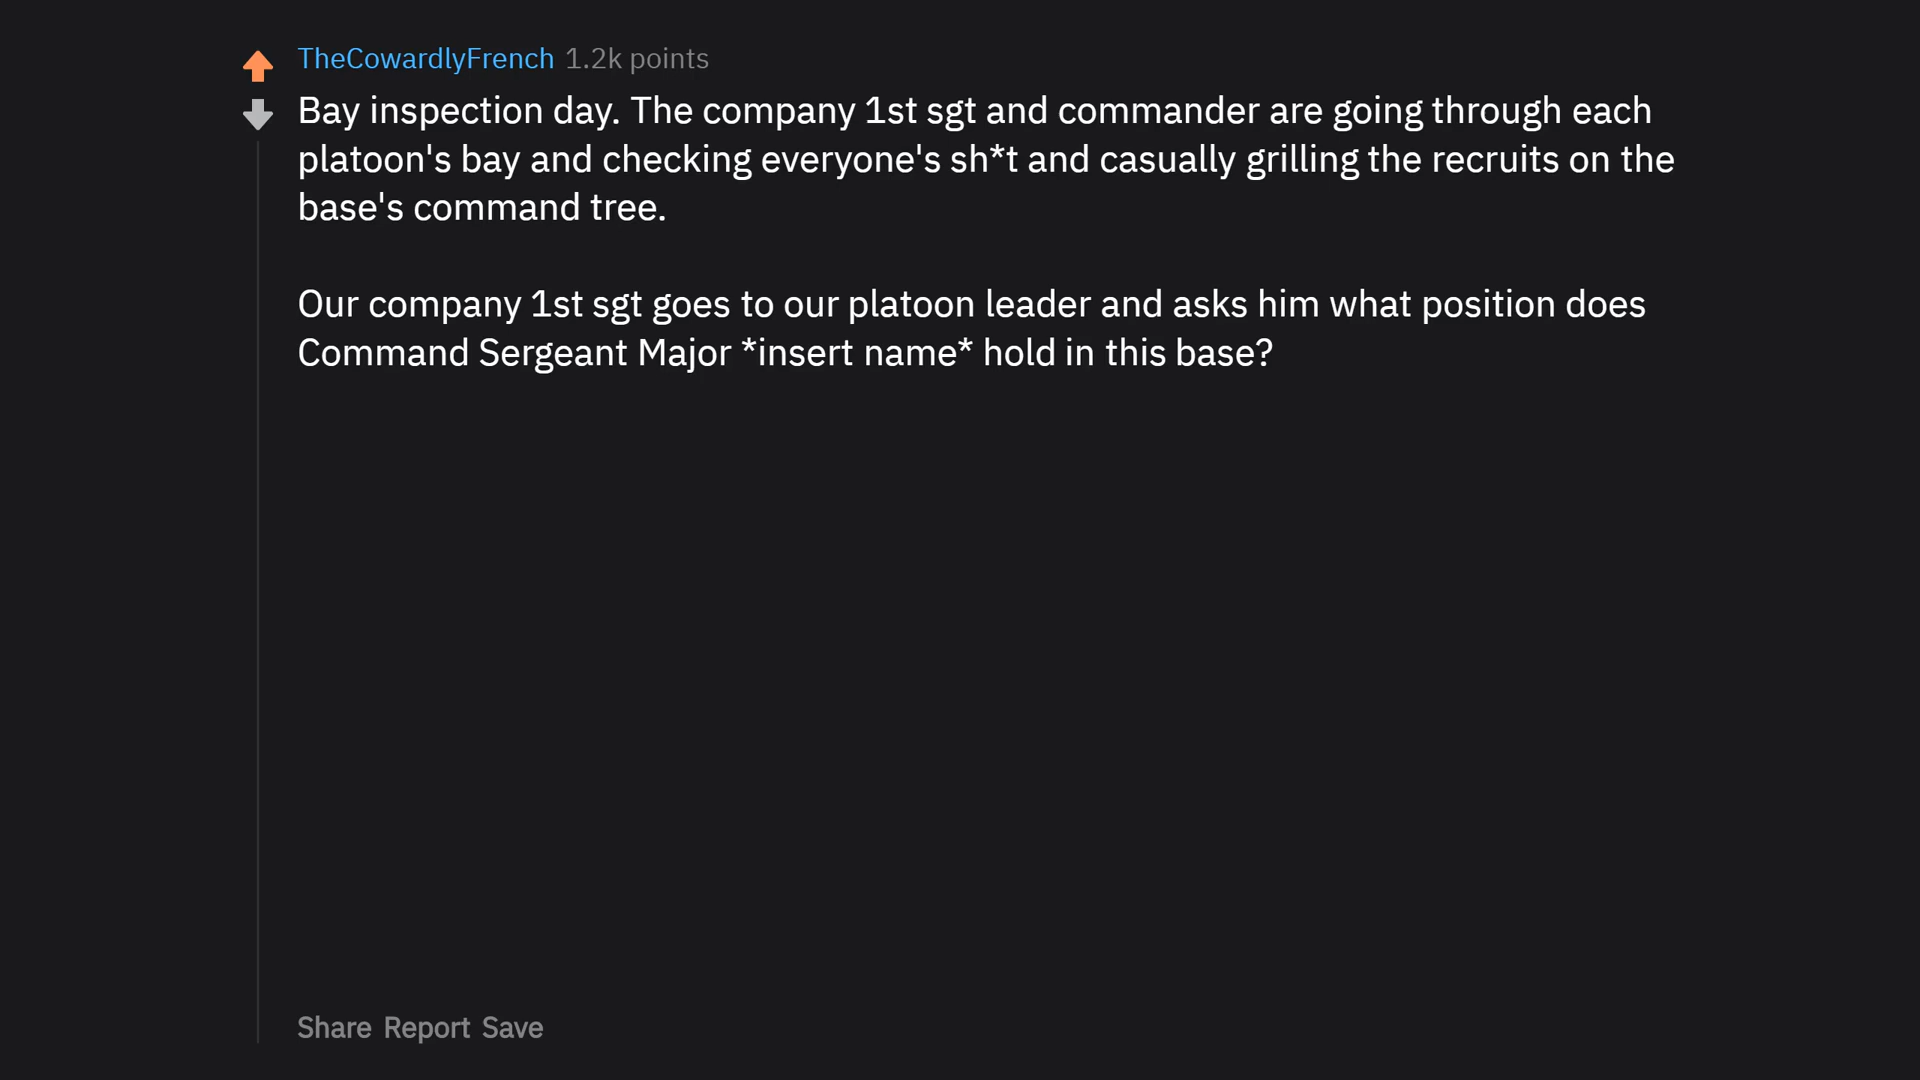 TheCowardlyFrench 1.2k points
Bay inspection day. The company 1st sgt and commander are going through each
platoon's bay and checking everyone's sh*t and casually grilling the recruits on the
base's command tree.
Our company 1st sgt goes to our platoon leader and asks him what position does
Command Sergeant Major *insert name* hold in this base?
Share Report Save